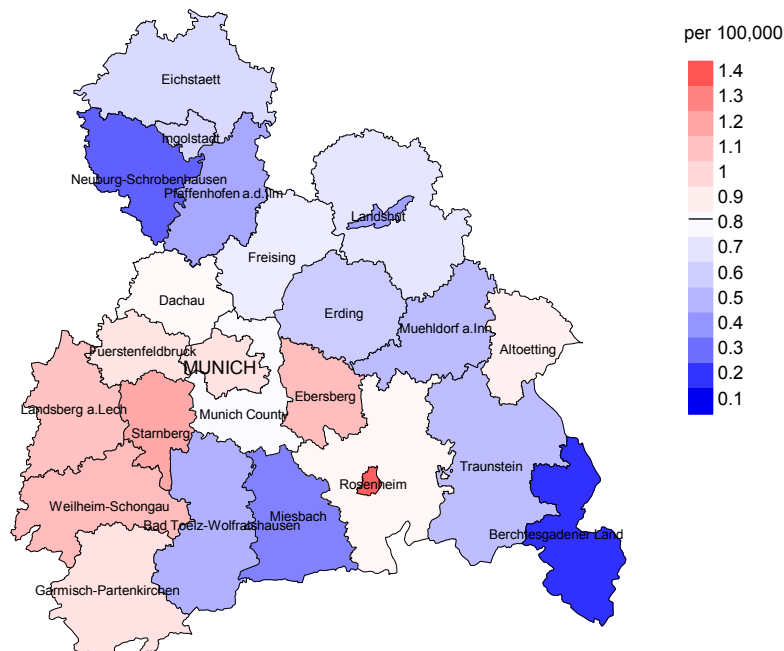 per 100,000
1.4
1.3
1.2
1.1
1
0.9
0.8
0.7
0.6
0.5
0.4
0.3
0.2
0.1
Eichstaett
Ingolstadt
Neuburg-Schrobenhausen
Pfaffenhofen a.d.Ilm
Landshut
Freising
Dachau
Erding
Muehldorf a.Inn
Altoetting
Fuerstenfeldbruck
MUNICH
Ebersberg
Landsberg a.Lech
Munich County
Starnberg
Traunstein
Rosenheim
Weilheim-Schongau
Miesbach
Bad Toelz-Wolfratshausen
Berchtesgadener Land
Garmisch-Partenkirchen